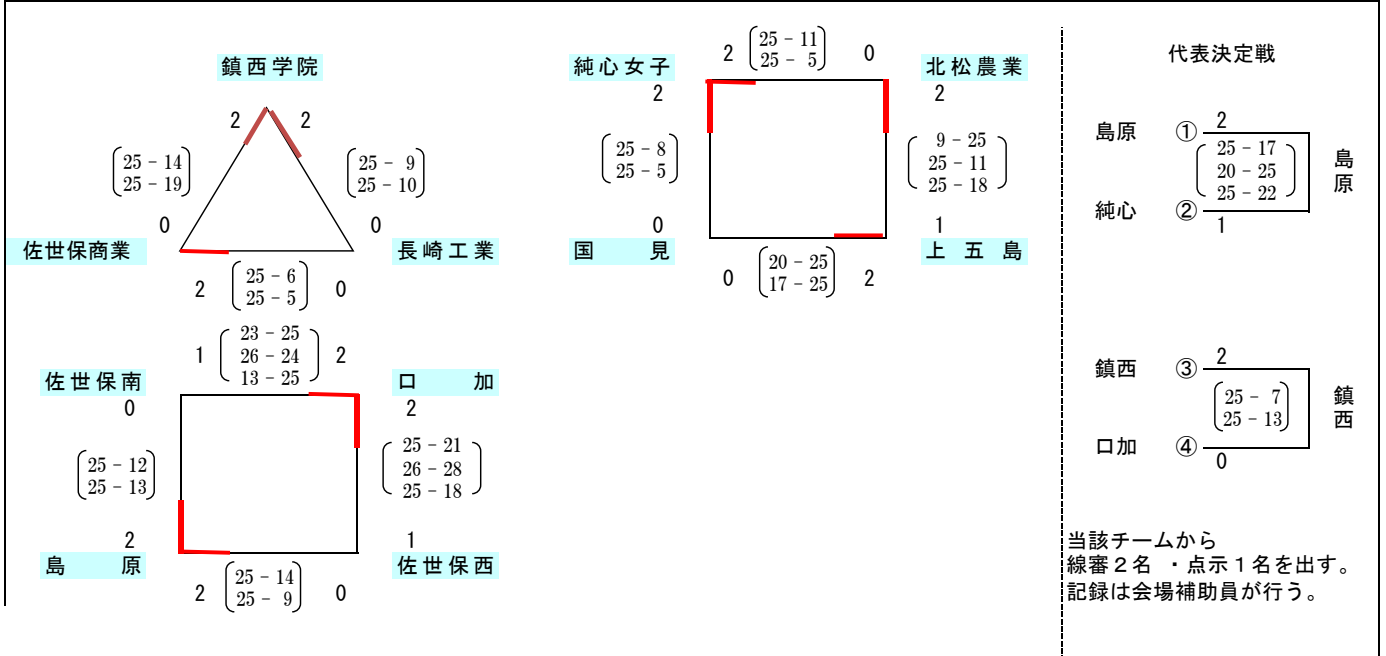 鎮西学院
2 2
25 - 14
25 - 19
25 - 9
25 - 10
0 0
佐世保商業 長崎工業
2 25 - 6 0
25 - 5
純心女子 2 25 - 11 0 北松農業
25 - 5
2 2
25 - 8
25 - 5
9 - 25
25 - 11
25 - 18
0 1
国見 上五島
0 20 - 25 2
17 - 25
23 - 25
1 26 - 24 2
13 - 25
佐世保南 口加
0 2
25 - 12
25 - 13
25 - 21
26 - 28
25 - 18
2 1
島原 佐世保西
2 25 - 14 0
25 - 9
代表決定戦
島原 ① 2
25 - 17
20 - 25
25 - 22
島原
純心 ② 1
鎮西 ③ 2
25 - 7
25 - 13
鎮西
口加 ④ 0
当該チームから
線審2名 ・点示1名を出す。
記録は会場補助員が行う。